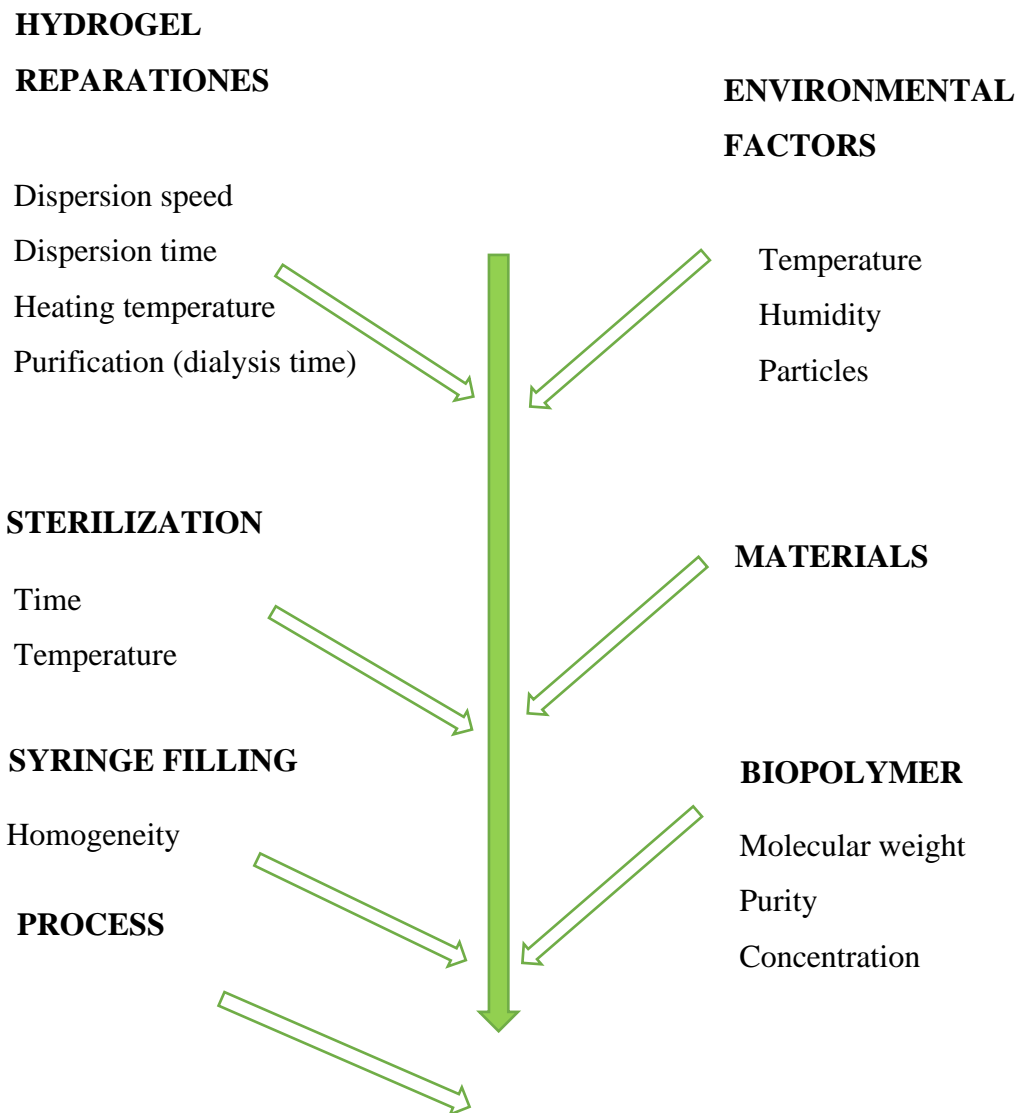 HYDROGEL
REPARATIONES
Dispersion speed
Dispersion time
Heating temperature
Purification (dialysis time)
ENVIRONMENTAL
FACTORS
Temperature
Humidity
Particles
STERILIZATION
Time
Temperature
MATERIALS
SYRINGE FILLING
Homogeneity
BIOPOLYMER
Molecular weight
Purity
Concentration
PROCESS